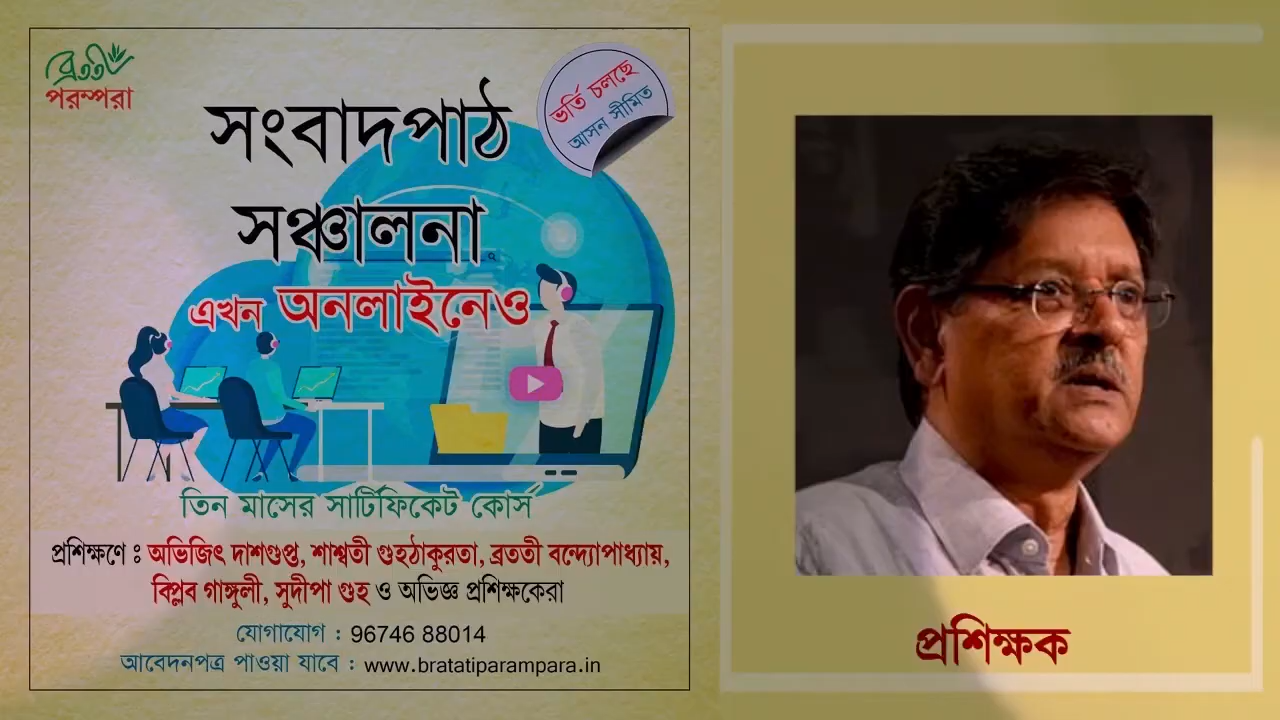 ব্রততী
পরম্পরা
ভর্তি চলছে
আসন সীমিত
সংবাদপাঠ
সঞ্চালনা
এখন অনলাইনেও
তিন মাসের সার্টিফিকেট কোর্স
প্রশিক্ষণে ঃ অভিজিৎ দাশগুপ্ত, শাশ্বতী গুহঠাকুরতা, ব্রততী বন্দ্যোপাধ্যায়,
বিপ্লব গাঙ্গুলী, সুদীপা গুহ ও অভিজ্ঞ প্রশিক্ষকেরা
যোগাযোগ : 96746 88014
আবেদনপত্র পাওয়া যাবে : www.bratatiparampara.in
প্রশিক্ষক